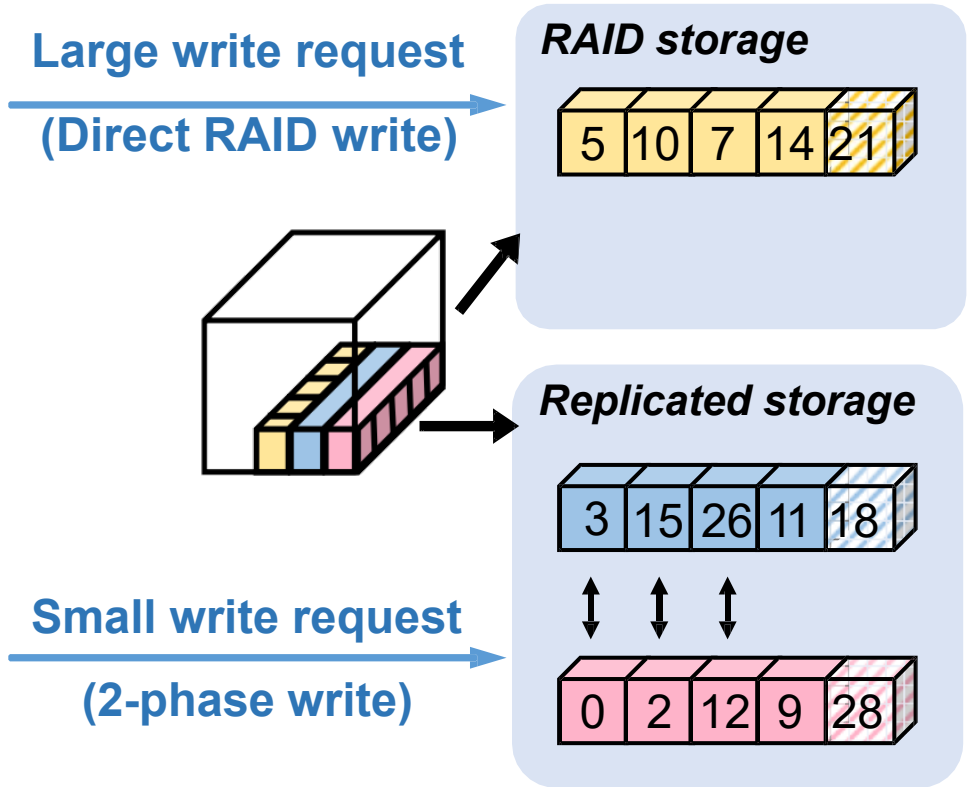 Large write request
(Direct RAID write)
RAID storage
5 10 7 14 21
Replicated storage
3 15 26 11 18
Small write request
(2-phase write)
0 2 12 9 28